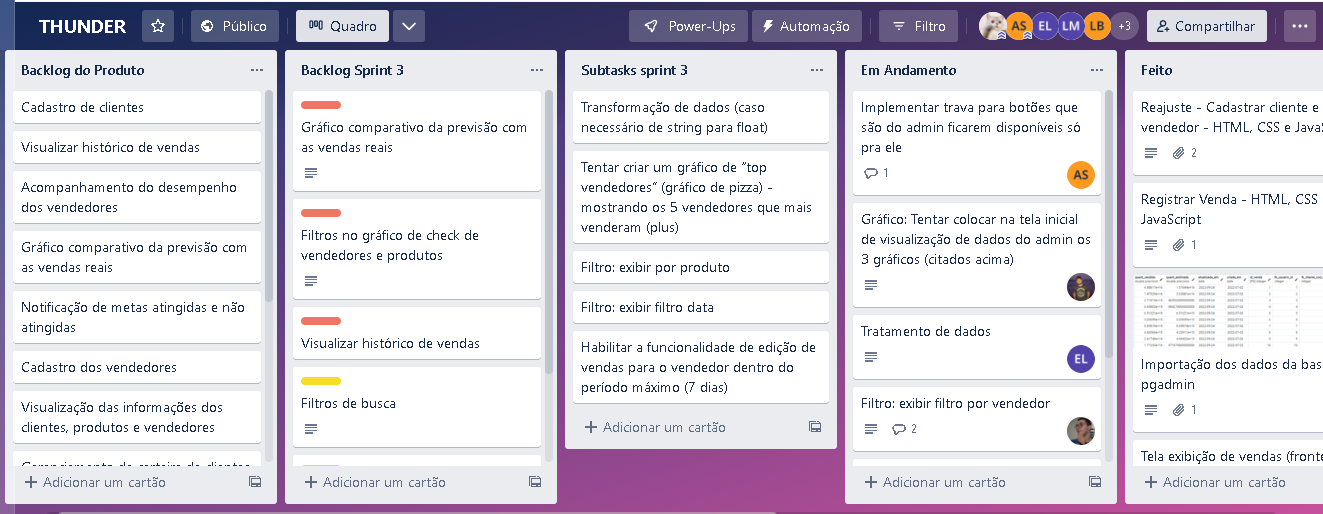 THUNDER
Público
Quadro
Power-Ups
Automação
Filtro
AS
EL
LM
LB
+3
Compartilhar
Backlog do Produto
Cadastro de clientes
Visualizar histórico de vendas
Acompanhamento do desempenho
dos vendedores
Gráfico comparativo da previsão com
as vendas reais
Notificação de metas atingidas e não
atingidas
Cadastro dos vendedores
Visualização das informações dos
clientes, produtos e vendedores
Gerenciamento de carteira de clientes
Adicionar um cartão
Backlog Sprint 3
Gráfico comparativo da previsão com
as vendas reais
Filtros no gráfico de check de
vendedores e produtos
Visualizar histórico de vendas
Filtros de busca
Adicionar um cartão
Subtasks sprint 3
Transformação de dados (caso
necessário de string para float)
Tentar criar um gráfico de “top
vendedores” (gráfico de pizza) -
mostrando os 5 vendedores que mais
venderam (plus)
Filtro: exibir por produto
Filtro: exibir filtro data
Habilitar a funcionalidade de edição de
vendas para o vendedor dentro do
período máximo (7 dias)
Adicionar um cartão
Em Andamento
Implementar trava para botões que
são do admin ficarem disponíveis só
pra ele
1
AS
Gráfico: Tentar colocar na tela inicial
de visualização de dados do admin os
3 gráficos (citados acima)
Tratamento de dados
EL
Filtro: exibir filtro por vendedor
2
Adicionar um cartão
Feito
Reajuste - Cadastrar cliente e
vendedor - HTML, CSS e JavaS
2
Registrar Venda - HTML, CSS
JavaScript
1
Importação dos dados da bas
pgadmin
1
Tela exibição de vendas (fronte
Adicionar um cartão